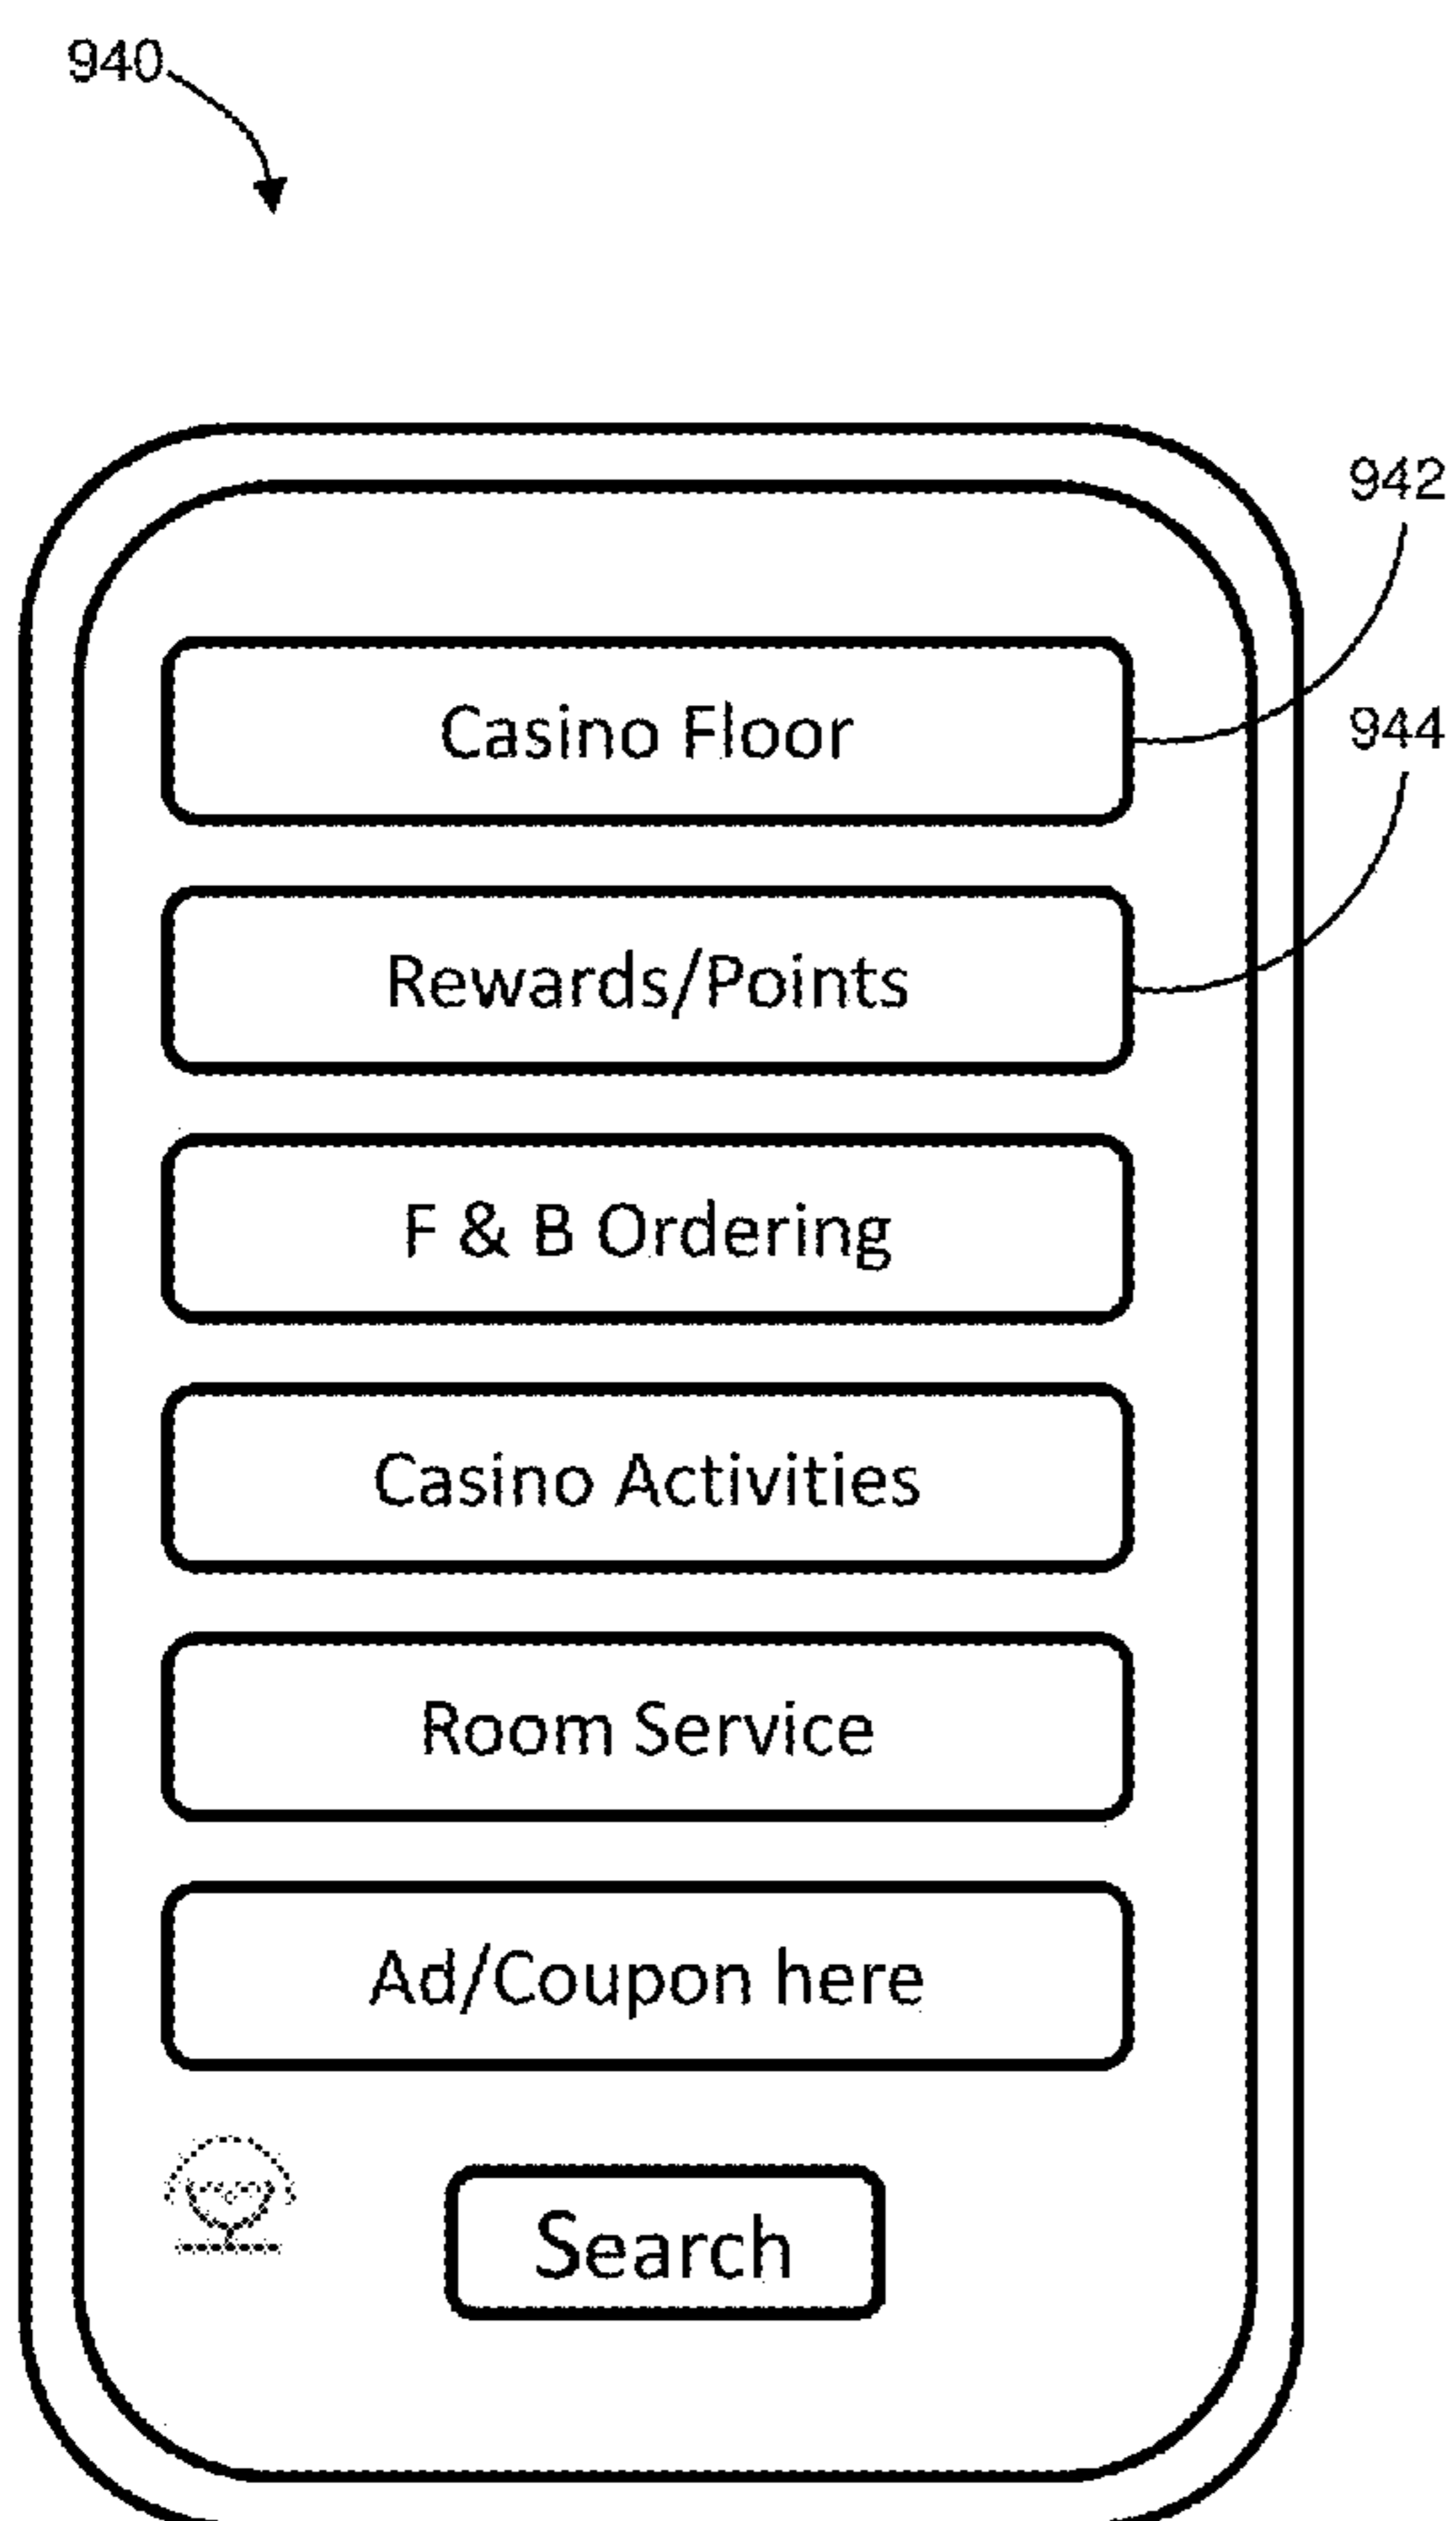 940
942
Casino Floor
944
Rewards/Points
F & B Ordering
Casino Activities
Room Service
Ad/Coupon here
Search